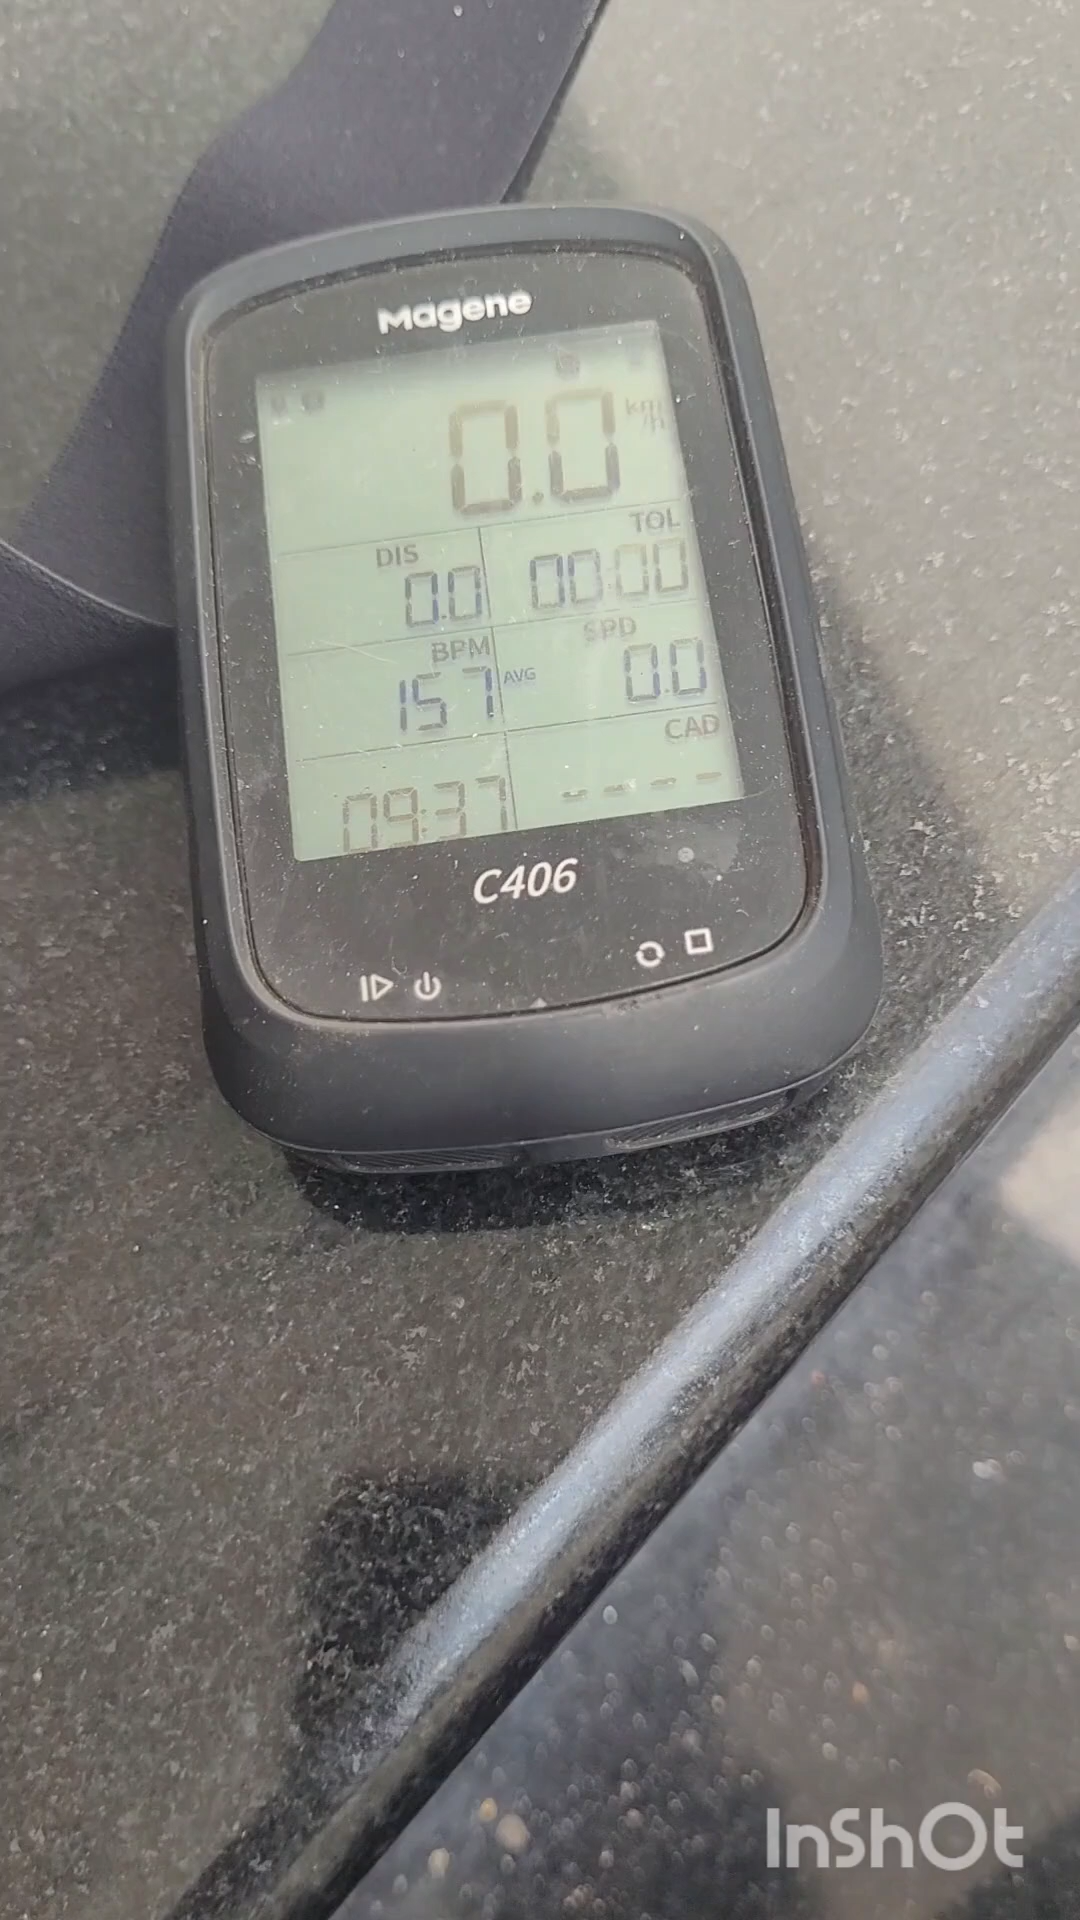 Magene
0.0 km/h
DIS TOL
0.0 00:00
BPM SPD
157 AVG 0.0
CAD
09:37 ----
C406
InShOt